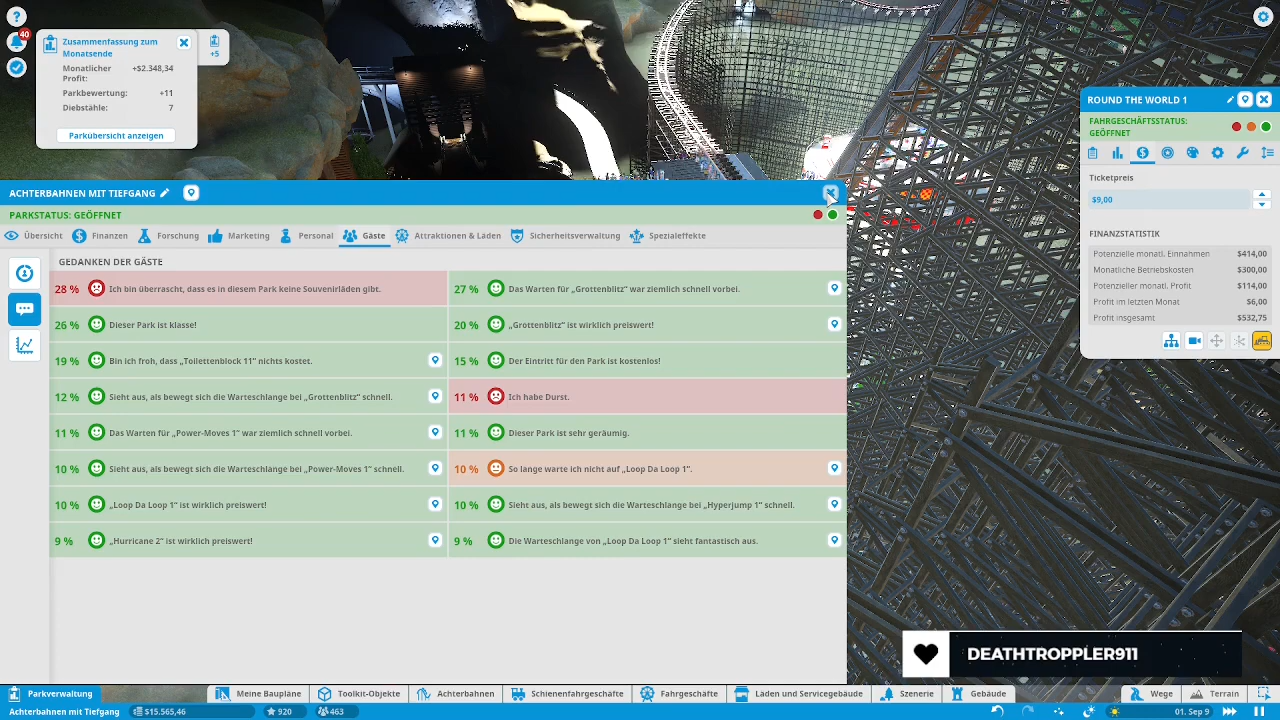 ?
40
Zusammenfassung zum
Monatsende
+5
Monatlicher
Profit:
+$2.348,34
Parkbewertung:
+11
Diebstähle:
7
Parkübersicht anzeigen
ROUND THE WORLD 1
FAHRGESCHÄFTSSTATUS:
GEÖFFNET
Ticketpreis
$9,00
FINANZSTATISTIK
Potenzielle monatl. Einnahmen
$414,00
Monatliche Betriebskosten
$300,00
Potenzieller monatl. Profit
$114,00
Profit im letzten Monat
$6,00
Profit insgesamt
$532,75
ACHTERBAHNEN MIT TIEFGANG
PARKSTATUS: GEÖFFNET
Übersicht
Finanzen
Forschung
Marketing
Personal
Gäste
Attraktionen & Läden
Sicherheitsverwaltung
Spezialeffekte
GEDANKEN DER GÄSTE
28 % Ich bin überrascht, dass es in diesem Park keine Souvenirläden gibt.
27 % Das Warten für „Grottenblitz“ war ziemlich schnell vorbei.
26 % Dieser Park ist klasse!
20 % „Grottenblitz“ ist wirklich preiswert!
19 % Bin ich froh, dass „Toilettenblock 11“ nichts kostet.
15 % Der Eintritt für den Park ist kostenlos!
12 % Sieht aus, als bewegt sich die Warteschlange bei „Grottenblitz“ schnell.
11 % Ich habe Durst.
11 % Das Warten für „Power-Moves 1“ war ziemlich schnell vorbei.
11 % Dieser Park ist sehr geräumig.
10 % Sieht aus, als bewegt sich die Warteschlange bei „Power-Moves 1“ schnell.
10 % So lange warte ich nicht auf „Loop Da Loop 1“.
10 % „Loop Da Loop 1“ ist wirklich preiswert!
10 % Sieht aus, als bewegt sich die Warteschlange bei „Hyperjump 1“ schnell.
9 % „Hurricane 2“ ist wirklich preiswert!
9 % Die Warteschlange von „Loop Da Loop 1“ sieht fantastisch aus.
DEATHTROPPLER911
Parkverwaltung
Meine Baupläne
Toolkit-Objekte
Achterbahnen
Schienenfahrgeschäfte
Fahrgeschäfte
Läden und Servicegebäude
Szenerie
Gebäude
Wege
Terrain
Achterbahnen mit Tiefgang
$15.565,46
920
463
01. Sep 9